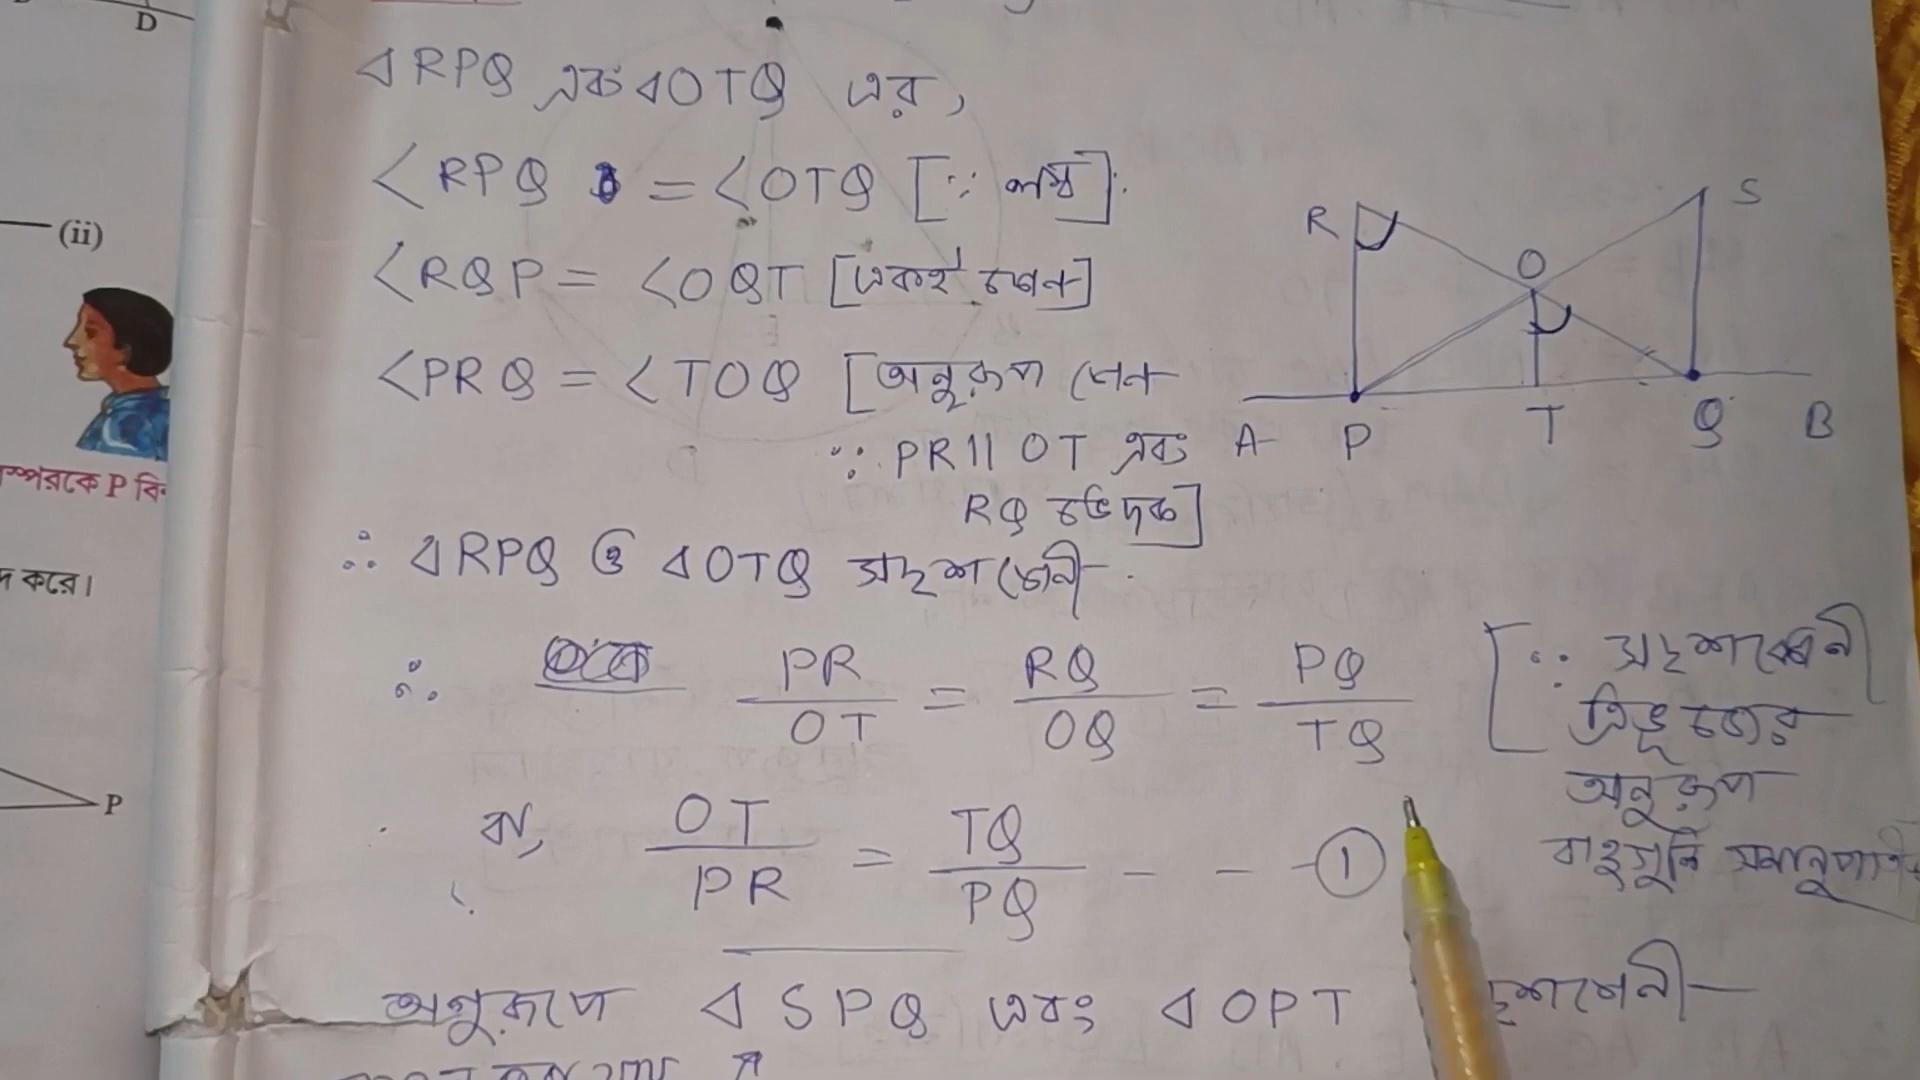 D
(ii)
স্পরকে P বি
করে।
P
△RPQ এবং △OTQ এর,
<RPQ = <OTQ [∵ লম্ব]
<RQP = <OQT [একই কোন]
<PRQ = <TOQ [অনুরূপ কোন
∵ PR || OT এবং
RQ ছেদক]
R
S
O
A P T Q B
∴ △RPQ ও △OTQ সদৃশকোনী
∴ PR/OT = RQ/OQ = PQ/TQ
[∵ সদৃশকোনী
ত্রিভূজের
অনুরূপ
বাহুগুলি
বা, OT/PR = TQ/PQ - - - ①
অনুরূপে △SPQ এবং △OPT